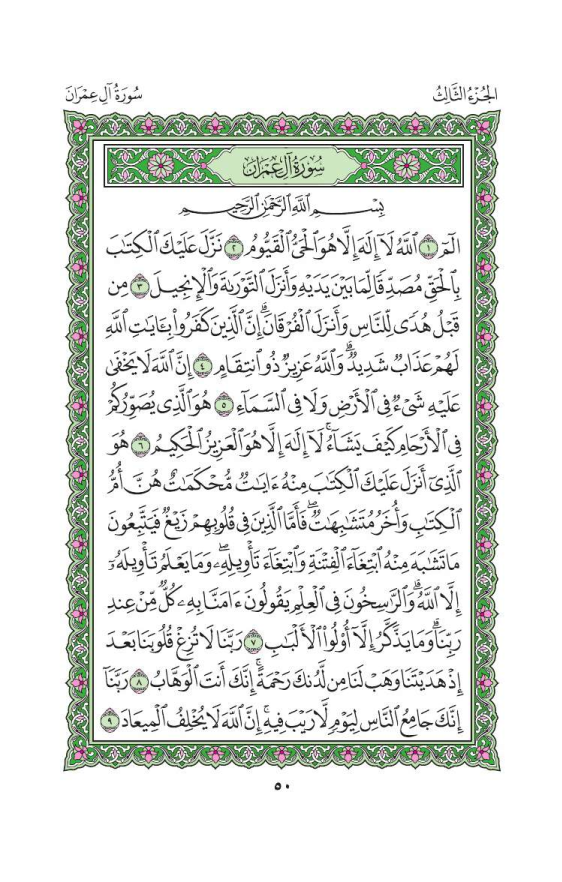 الجُزْءُ الثَّالِثُ سُورَةُ آلِ عِمْرَانَ
سُورَةُ آلِ عِمْرَانَ
بِسْمِ ٱللَّهِ ٱلرَّحْمَٰنِ ٱلرَّحِيمِ
الٓمٓ ١ ٱللَّهُ لَآ إِلَٰهَ إِلَّا هُوَ ٱلْحَىُّ ٱلْقَيُّومُ ٢ نَزَّلَ عَلَيْكَ ٱلْكِتَٰبَ
بِٱلْحَقِّ مُصَدِّقًا لِّمَا بَيْنَ يَدَيْهِ وَأَنزَلَ ٱلتَّوْرَىٰةَ وَٱلْإِنجِيلَ ٣ مِن
قَبْلُ هُدًى لِّلنَّاسِ وَأَنزَلَ ٱلْفُرْقَانَۗ إِنَّ ٱلَّذِينَ كَفَرُوا۟ بِـَٔايَٰتِ ٱللَّهِ
لَهُمْ عَذَابٌ شَدِيدٌۗ وَٱللَّهُ عَزِيزٌ ذُو ٱنتِقَامٍ ٤ إِنَّ ٱللَّهَ لَا يَخْفَىٰ
عَلَيْهِ شَىْءٌ فِى ٱلْأَرْضِ وَلَا فِى ٱلسَّمَآءِ ٥ هُوَ ٱلَّذِى يُصَوِّرُكُمْ
فِى ٱلْأَرْحَامِ كَيْفَ يَشَآءُۚ لَآ إِلَٰهَ إِلَّا هُوَ ٱلْعَزِيزُ ٱلْحَكِيمُ ٦ هُوَ
ٱلَّذِىٓ أَنزَلَ عَلَيْكَ ٱلْكِتَٰبَ مِنْهُ ءَايَٰتٌ مُّحْكَمَٰتٌ هُنَّ أُمُّ
ٱلْكِتَٰبِ وَأُخَرُ مُتَشَٰبِهَٰتٌۖ فَأَمَّا ٱلَّذِينَ فِى قُلُوبِهِمْ زَيْغٌ فَيَتَّبِعُونَ
مَا تَشَٰبَهَ مِنْهُ ٱبْتِغَآءَ ٱلْفِتْنَةِ وَٱبْتِغَآءَ تَأْوِيلِهِۦۖ وَمَا يَعْلَمُ تَأْوِيلَهُۥٓ
إِلَّا ٱللَّهُۗ وَٱلرَّٰسِخُونَ فِى ٱلْعِلْمِ يَقُولُونَ ءَامَنَّا بِهِۦ كُلٌّ مِّنْ عِندِ
رَبِّنَاۗ وَمَا يَذَّكَّرُ إِلَّآ أُو۟لُوا۟ ٱلْأَلْبَٰبِ ٧ رَبَّنَا لَا تُزِغْ قُلُوبَنَا بَعْدَ
إِذْ هَدَيْتَنَا وَهَبْ لَنَا مِن لَّدُنكَ رَحْمَةًۚ إِنَّكَ أَنتَ ٱلْوَهَّابُ ٨ رَبَّنَآ
إِنَّكَ جَامِعُ ٱلنَّاسِ لِيَوْمٍ لَّا رَيْبَ فِيهِۚ إِنَّ ٱللَّهَ لَا يُخْلِفُ ٱلْمِيعَادَ ٩
٥٠